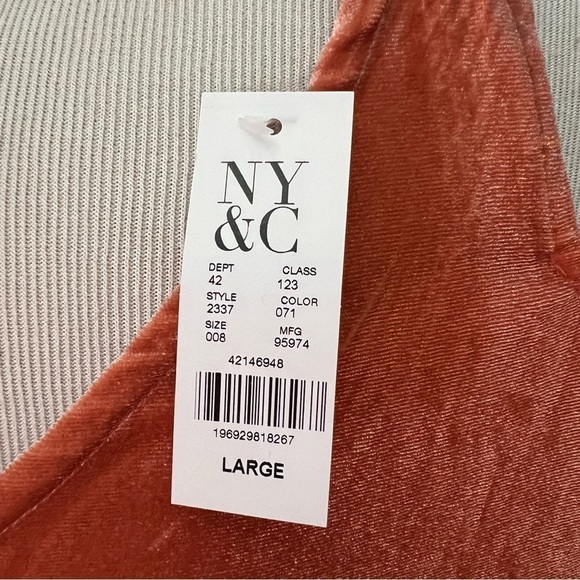 NY
&C
DEPT CLASS
42 123
STYLE COLOR
2337 071
SIZE MFG
008 95974
42146948
196929818267
LARGE